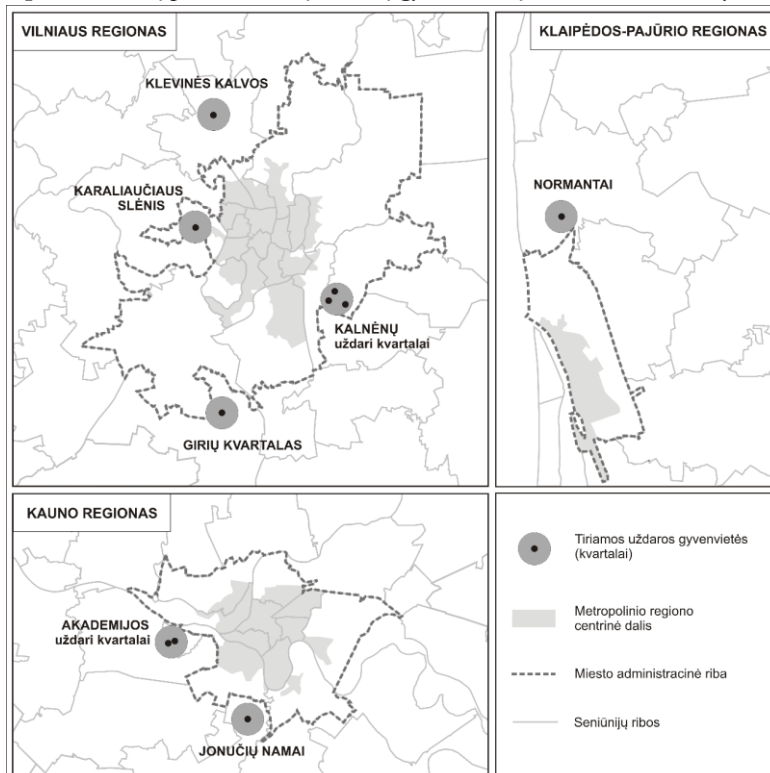 VILNIAUS REGIONAS
KLEVINĖS KALVOS
KARALIAUČIAUS
SLĖNIS
KALNĖNŲ
uždari kvartalai
GIRIŲ KVARTALAS
KLAIPĖDOS-PAJŪRIO REGIONAS
NORMANTAI
KAUNO REGIONAS
AKADEMIJOS
uždari kvartalai
JONUČIŲ NAMAI
Tiriamos uždaros gyvenvietės
(kvartalai)
Metropolinio regiono
centrinė dalis
Miesto administracinė riba
Seniūnijų ribos